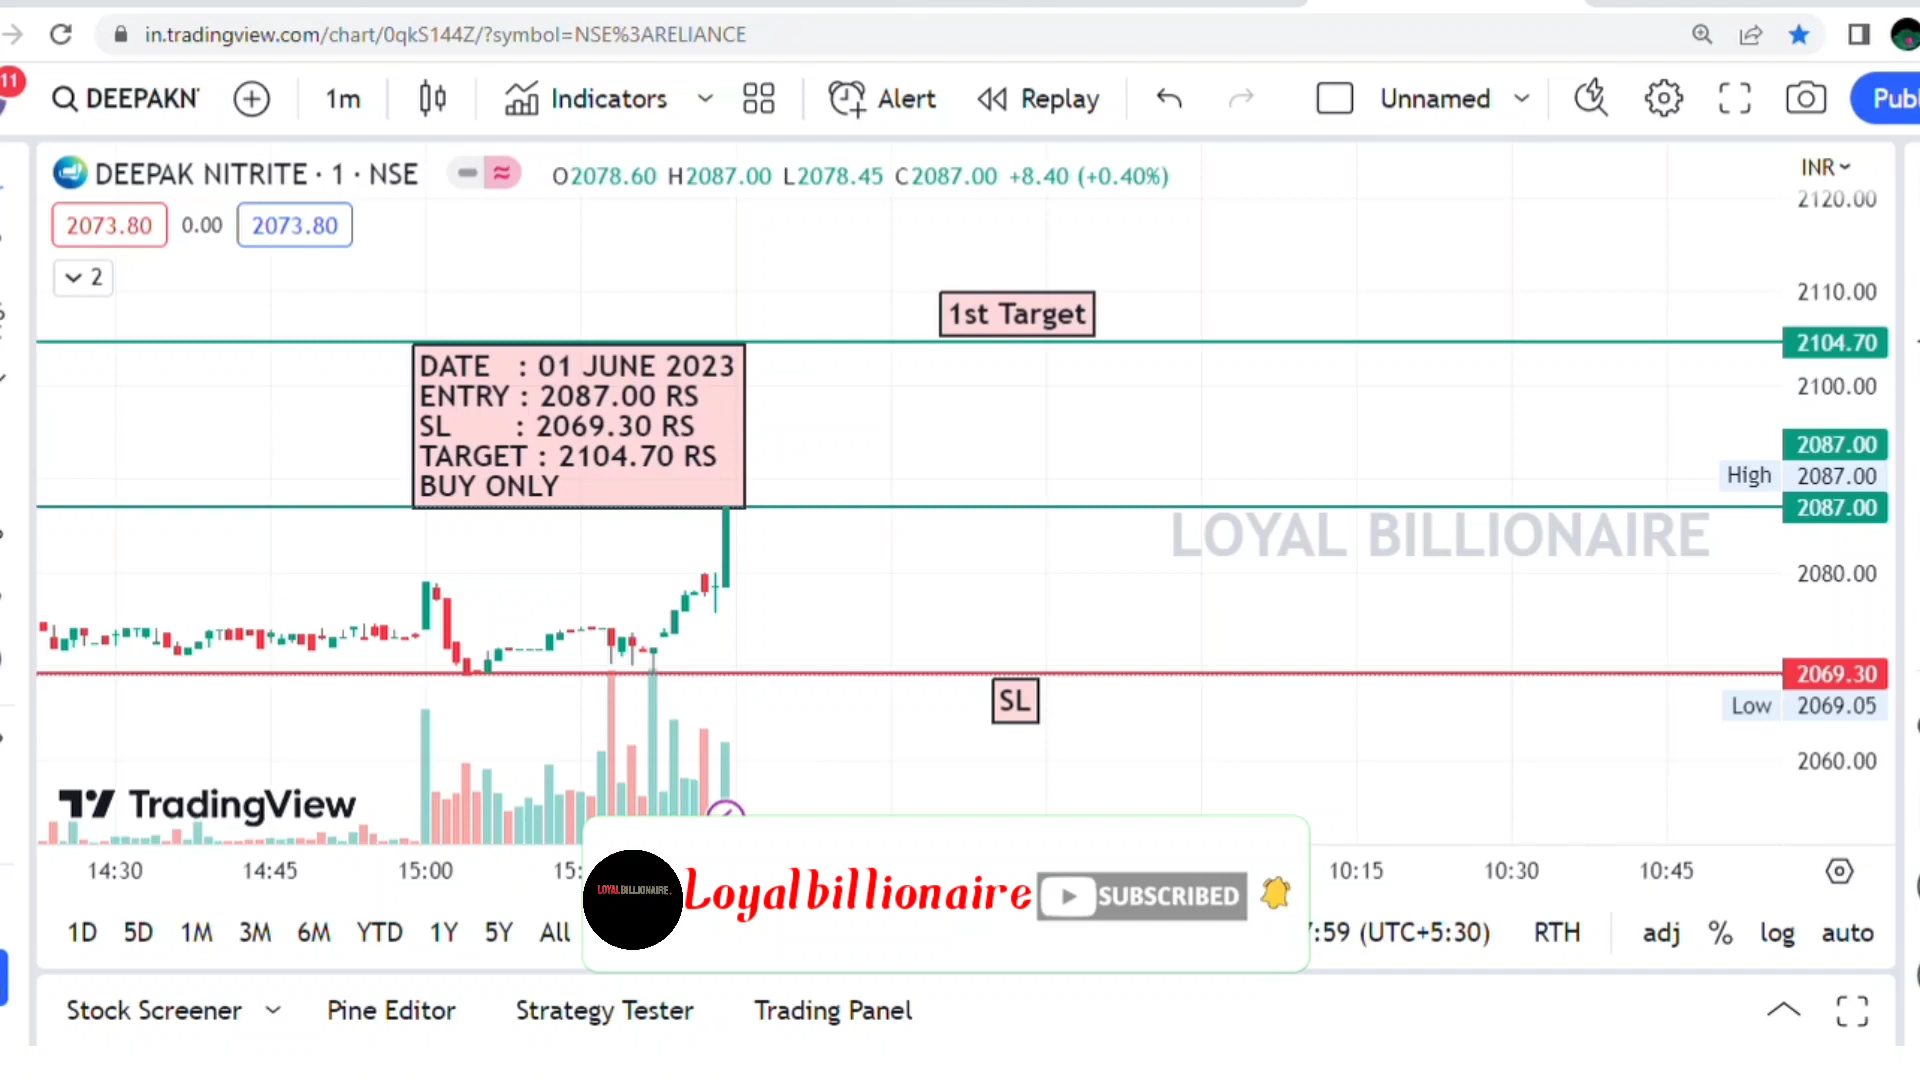 in.tradingview.com/chart/0qkS144Z/?symbol=NSE%3ARELIANCE
11
DEEPAKN
1m
Indicators
Alert
Replay
Unnamed
DEEPAK NITRITE · 1 · NSE
O2078.60 H2087.00 L2078.45 C2087.00 +8.40 (+0.40%)
INR
2073.80
0.00
2073.80
2
2120.00
2110.00
1st Target
2104.70
DATE : 01 JUNE 2023
ENTRY : 2087.00 RS
SL : 2069.30 RS
TARGET : 2104.70 RS
BUY ONLY
2100.00
2087.00
High 2087.00
2087.00
LOYAL BILLIONAIRE
2080.00
2069.30
SL
Low 2069.05
2060.00
TradingView
14:30 14:45 15:00 10:15 10:30 10:45
LOYALBILLIONAIRE.
Loyalbillionaire
SUBSCRIBED
1D 5D 1M 3M 6M YTD 1Y 5Y All
:59 (UTC+5:30) RTH adj % log auto
Stock Screener Pine Editor Strategy Tester Trading Panel